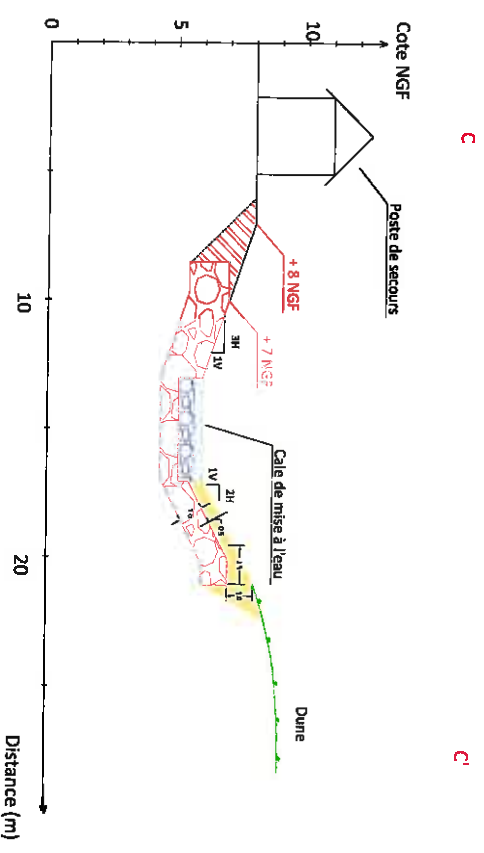 C
C'
Cote NGF
10
5
0
Poste de secours
+ 8 NGF
+ 7 NGF
3H
1V
Cale de mise à l'eau
2H
1V
Dune
10
20
Distance (m)